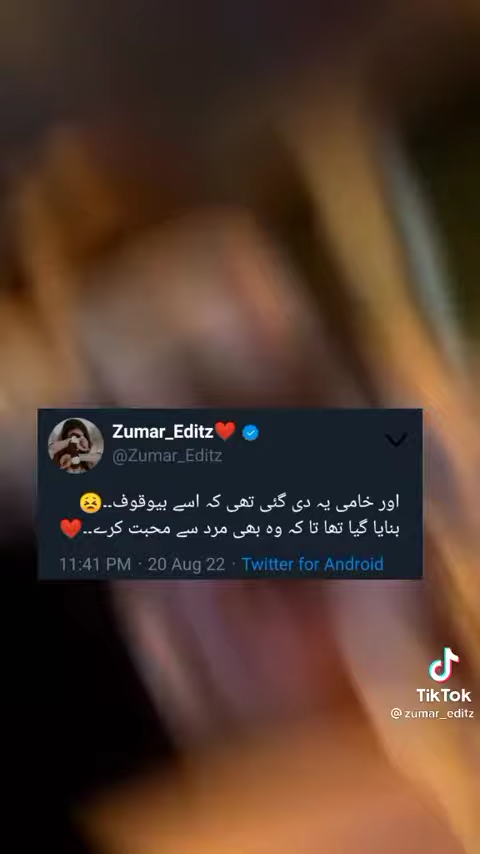 Zumar_Editz❤️
@Zumar_Editz
اور خامی یہ دی گئی تھی کہ اسے بیوقوف۔۔😣
بنایا گیا تھا تا کہ وہ بھی مرد سے محبت کرے۔۔❤️
11:41 PM · 20 Aug 22 · Twitter for Android
TikTok
@zumar_editz